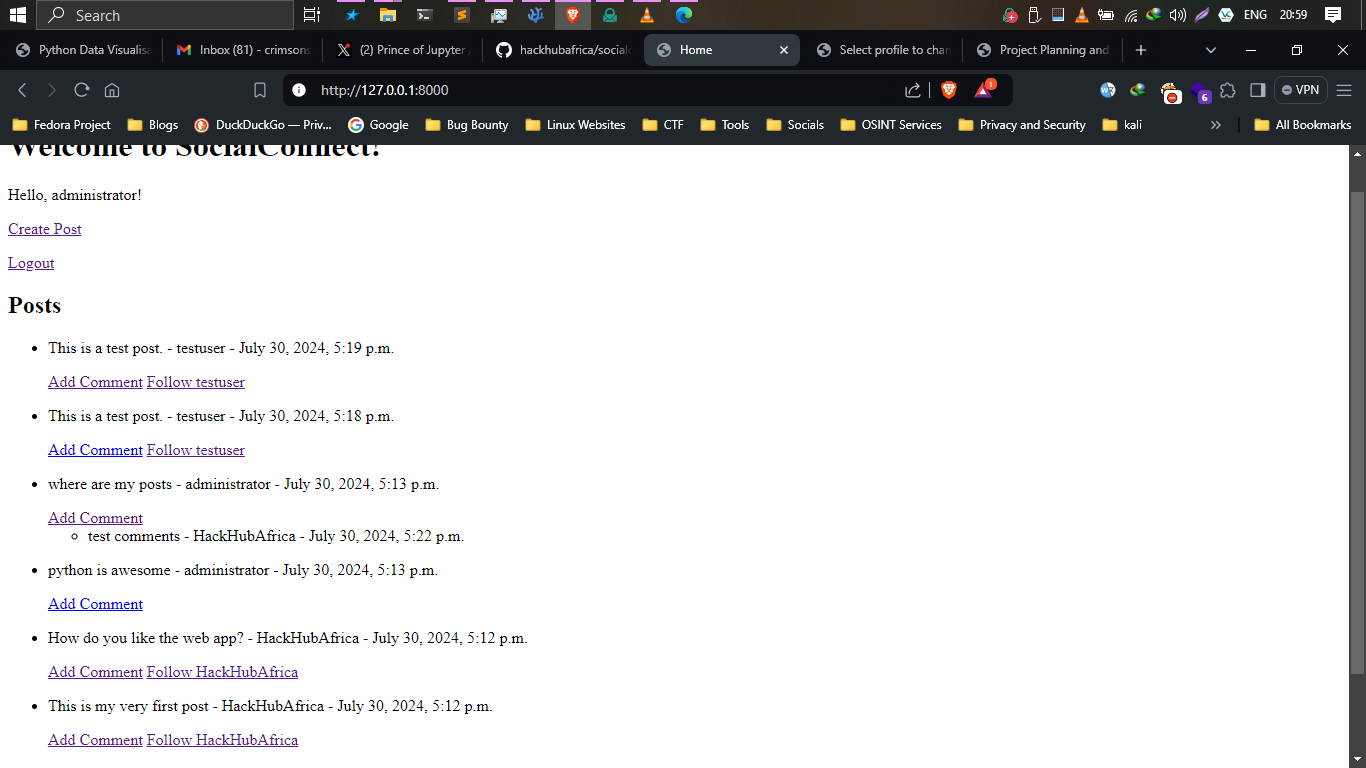 Search
ENG 20:59
Python Data Visualisa
Inbox (81) - crimsons
(2) Prince of Jupyter
hackhubafrica/social
Home
Select profile to chan
Project Planning and
http://127.0.0.1:8000
1
6
VPN
Fedora Project
Blogs
DuckDuckGo — Priv...
Google
Bug Bounty
Linux Websites
CTF
Tools
Socials
OSINT Services
Privacy and Security
kali
»
All Bookmarks
Welcome to SocialConnect!
Hello, administrator!
Create Post
Logout
Posts
This is a test post. - testuser - July 30, 2024, 5:19 p.m.
Add Comment Follow testuser
This is a test post. - testuser - July 30, 2024, 5:18 p.m.
Add Comment Follow testuser
where are my posts - administrator - July 30, 2024, 5:13 p.m.
Add Comment
test comments - HackHubAfrica - July 30, 2024, 5:22 p.m.
python is awesome - administrator - July 30, 2024, 5:13 p.m.
Add Comment
How do you like the web app? - HackHubAfrica - July 30, 2024, 5:12 p.m.
Add Comment Follow HackHubAfrica
This is my very first post - HackHubAfrica - July 30, 2024, 5:12 p.m.
Add Comment Follow HackHubAfrica